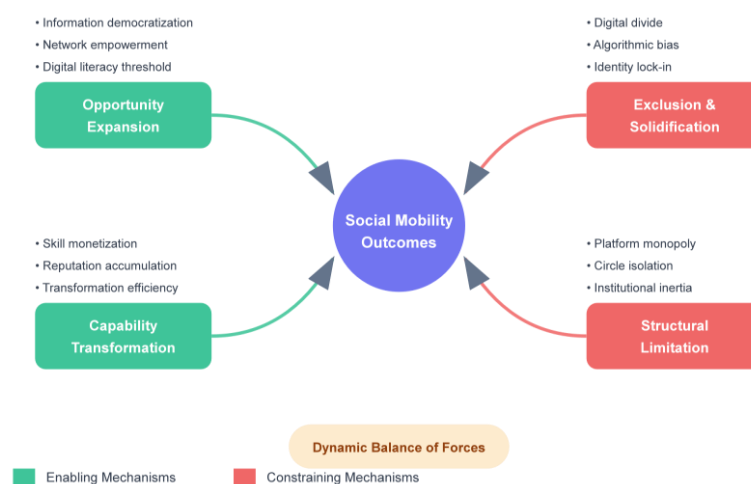 • Information democratization
• Network empowerment
• Digital literacy threshold
Opportunity
Expansion
• Digital divide
• Algorithmic bias
• Identity lock-in
Exclusion &
Solidification
Social Mobility
Outcomes
• Skill monetization
• Reputation accumulation
• Transformation efficiency
Capability
Transformation
• Platform monopoly
• Circle isolation
• Institutional inertia
Structural
Limitation
Dynamic Balance of Forces
Enabling Mechanisms
Constraining Mechanisms